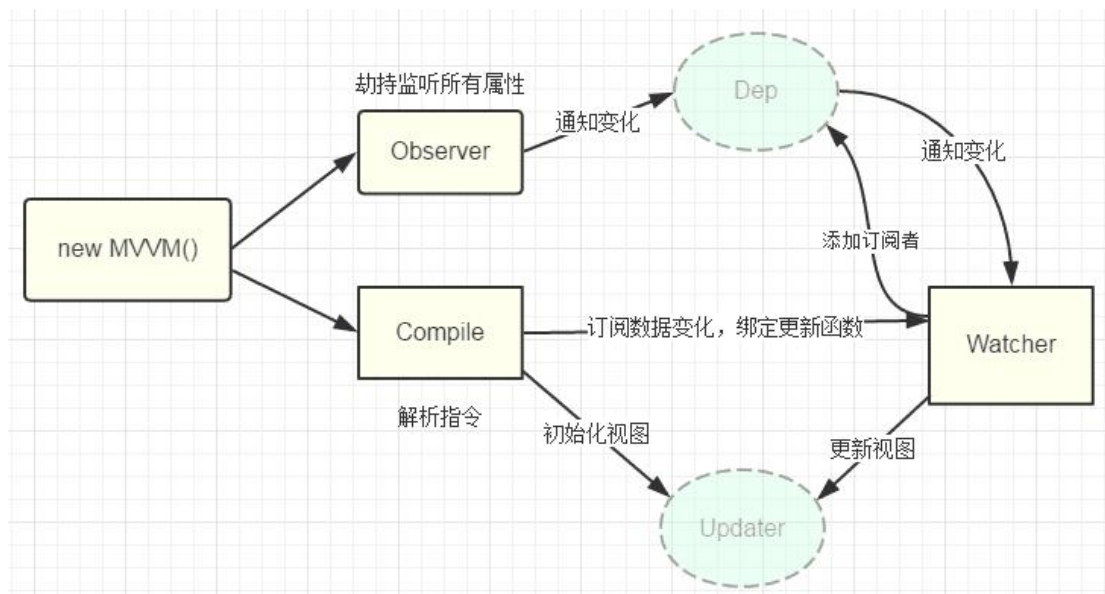 劫持监听所有属性
Observer
通知变化
Dep
通知变化
new MVVM()
添加订阅者
Compile
订阅数据变化，绑定更新函数
Watcher
解析指令
初始化视图
更新视图
Updater